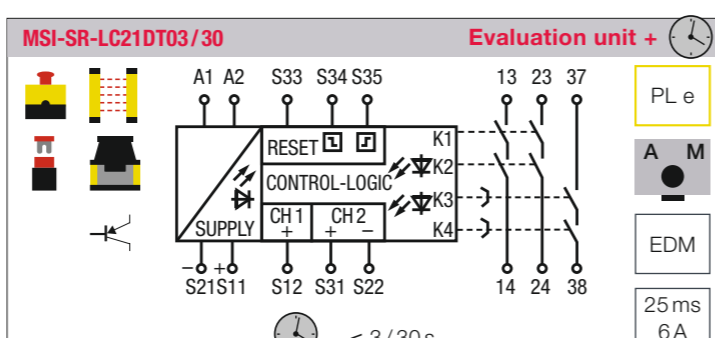 MSI-SR-LC21DT03/30 Evaluation unit +
A1 A2 S33 S34 S35 13 23 37
PL e
RESET
K1
A M
CONTROL-LOGIC
K2
CH 1 CH 2
K3
SUPPLY + + −
K4
EDM
− +
S21 S11 S12 S31 S22 14 24 38
25 ms
6 A
≤ 3/30 s